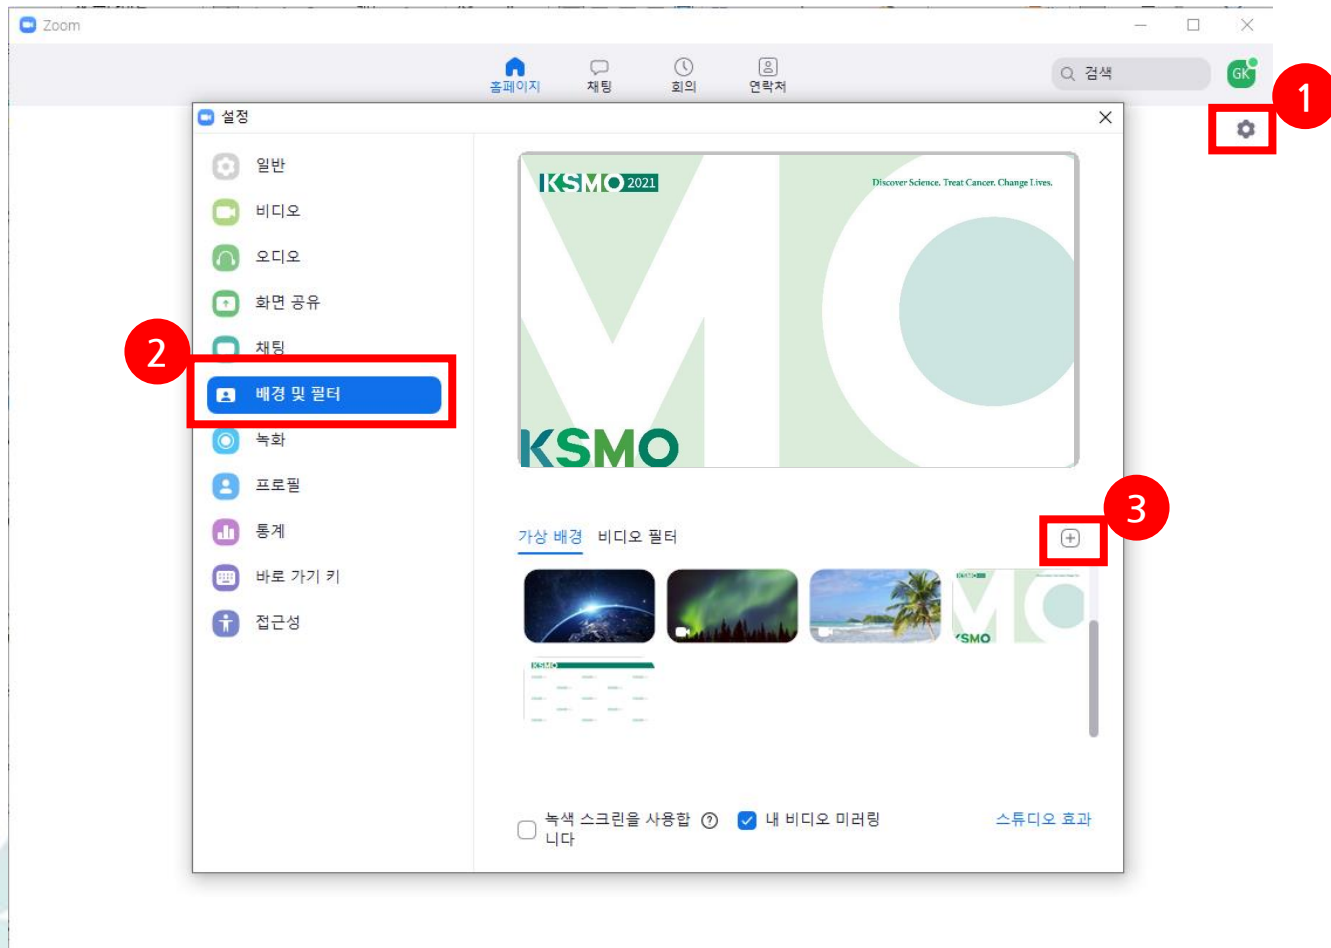 Zoom
홈페이지
채팅
회의
연락처
검색
GK
1
설정
일반
비디오
오디오
화면 공유
채팅
2
배경 및 필터
녹화
프로필
통계
바로 가기 키
접근성
KSMO 2021
Discover Science. Treat Cancer. Change Lives.
MO
KSMO
3
가상 배경 비디오 필터
KSMO
녹색 스크린을 사용합
니다
내 비디오 미러링
스튜디오 효과